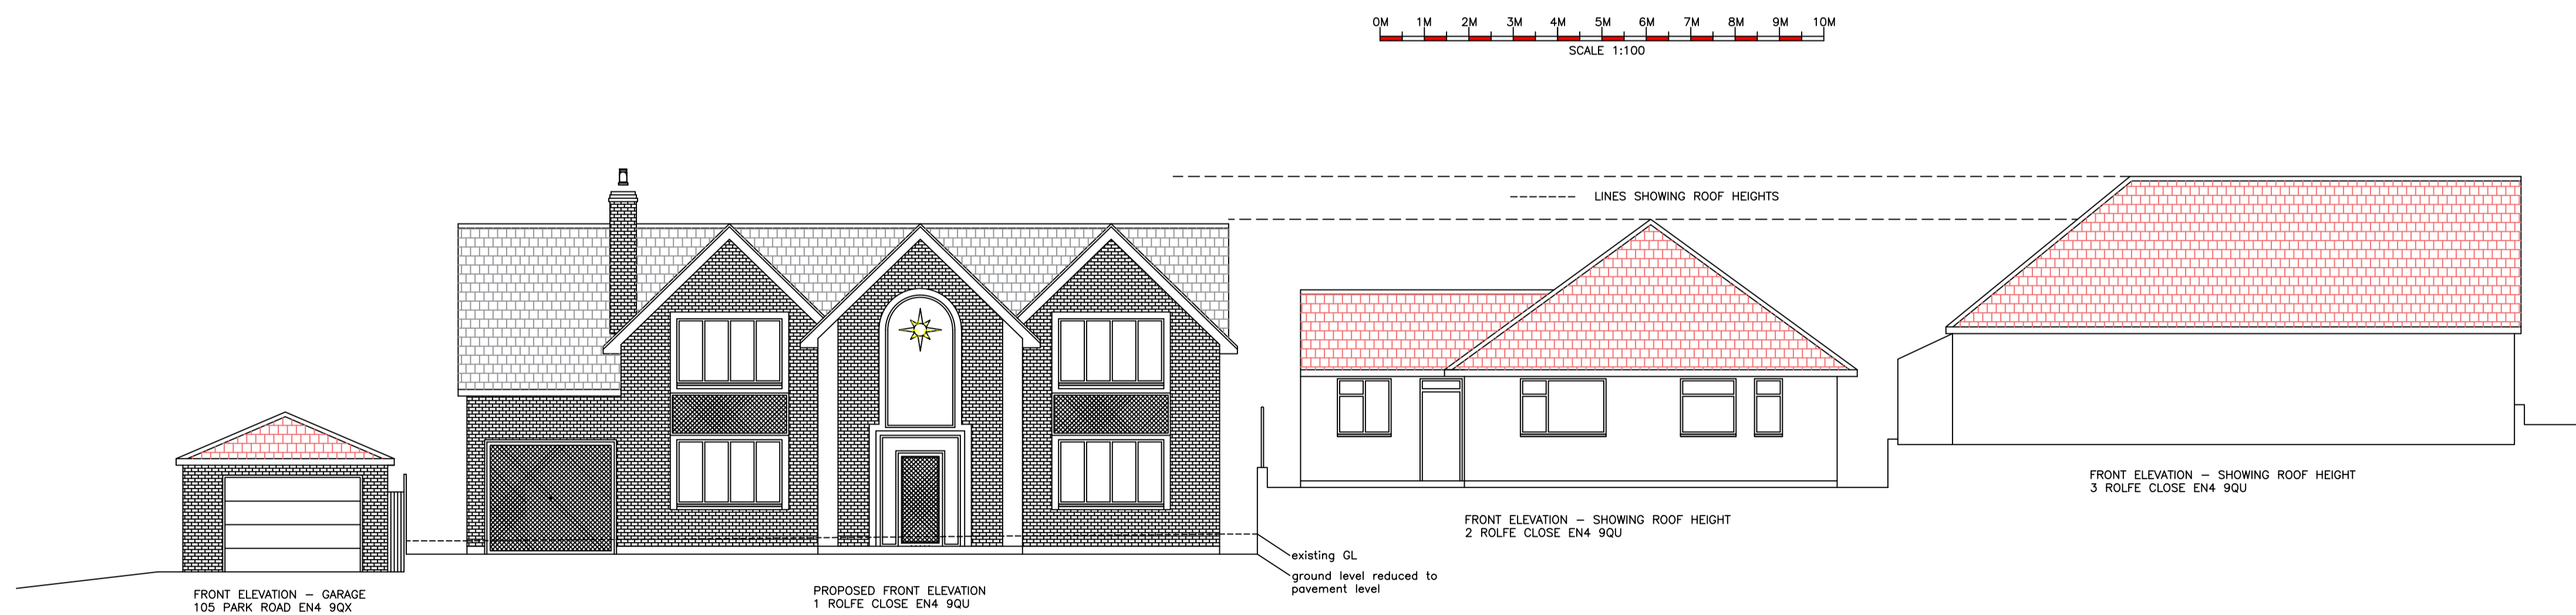 0M 1M 2M 3M 4M 5M 6M 7M 8M 9M 10M
SCALE 1:100
LINES SHOWING ROOF HEIGHTS
FRONT ELEVATION – SHOWING ROOF HEIGHT
3 ROLFE CLOSE EN4 9QU
FRONT ELEVATION – SHOWING ROOF HEIGHT
2 ROLFE CLOSE EN4 9QU
existing GL
ground level reduced to
pavement level
PROPOSED FRONT ELEVATION
1 ROLFE CLOSE EN4 9QU
FRONT ELEVATION – GARAGE
105 PARK ROAD EN4 9QX